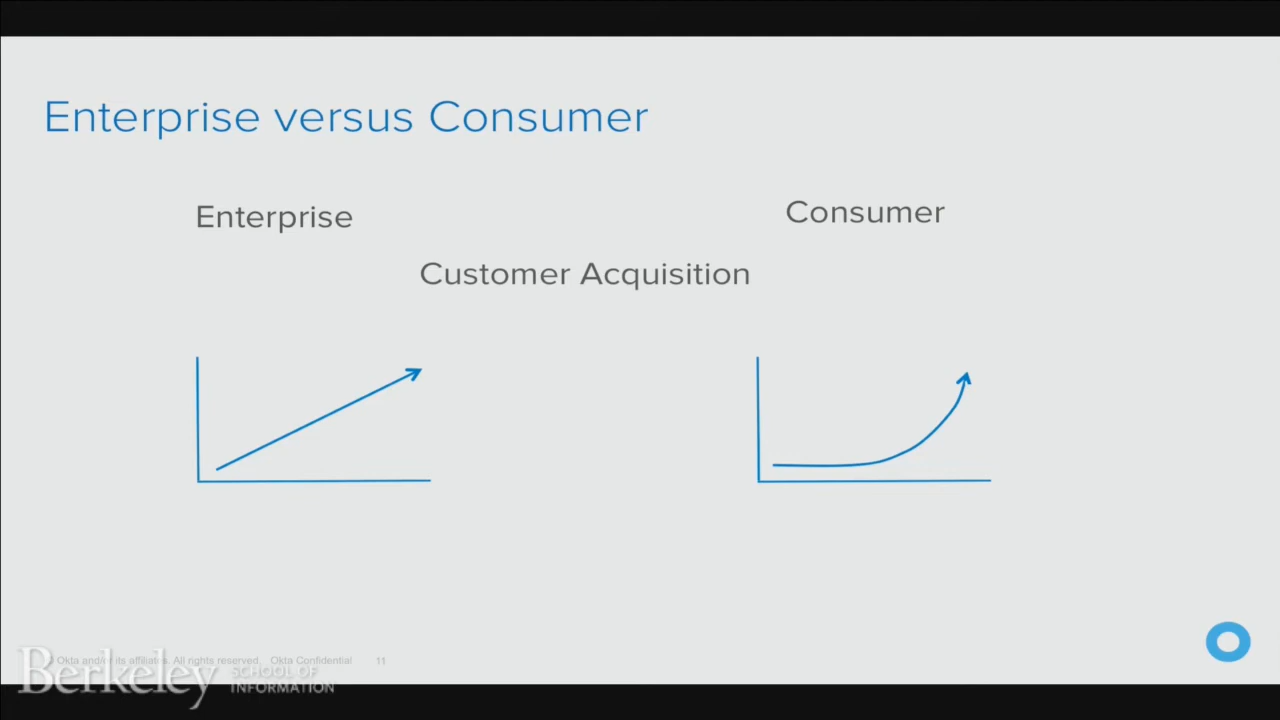 Enterprise versus Consumer
Enterprise
Consumer
Customer Acquisition
Okta and/or its affiliates. All rights reserved. Okta Confidential 11
Berkeley SCHOOL OF
INFORMATION